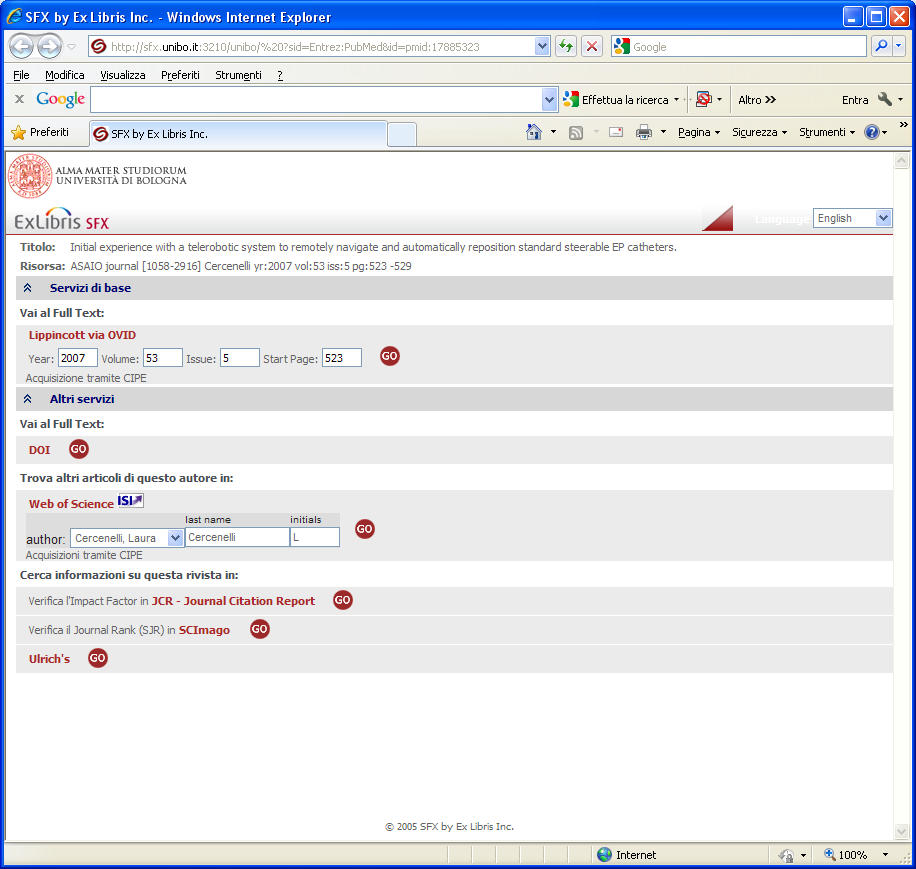 SFX by Ex Libris Inc. - Windows Internet Explorer
http://sfx.unibo.it:3210/unibo/%20?sid=Entrez:PubMed&id=pmid:17885323
Google
File Modifica Visualizza Preferiti Strumenti ?
x Google Effettua la ricerca Altro >> Entra
Preferiti SFX by Ex Libris Inc. Pagina Sicurezza Strumenti
ALMA MATER STUDIORUM
UNIVERSITÀ DI BOLOGNA
ExLibris SFX Language English
Titolo: Initial experience with a telerobotic system to remotely navigate and automatically reposition standard steerable EP catheters.
Risorsa: ASAIO journal [1058-2916] Cercenelli yr:2007 vol:53 iss:5 pg:523 -529
Servizi di base
Vai al Full Text:
Lippincott via OVID
Year: 2007 Volume: 53 Issue: 5 Start Page: 523 GO
Acquisizione tramite CIPE
Altri servizi
Vai al Full Text:
DOI GO
Trova altri articoli di questo autore in:
Web of Science ISI
last name initials
author: Cercenelli, Laura Cercenelli L GO
Acquisizioni tramite CIPE
Cerca informazioni su questa rivista in:
Verifica l'Impact Factor in JCR - Journal Citation Report GO
Verifica il Journal Rank (SJR) in SCImago GO
Ulrich's GO
© 2005 SFX by Ex Libris Inc.
Internet 100%